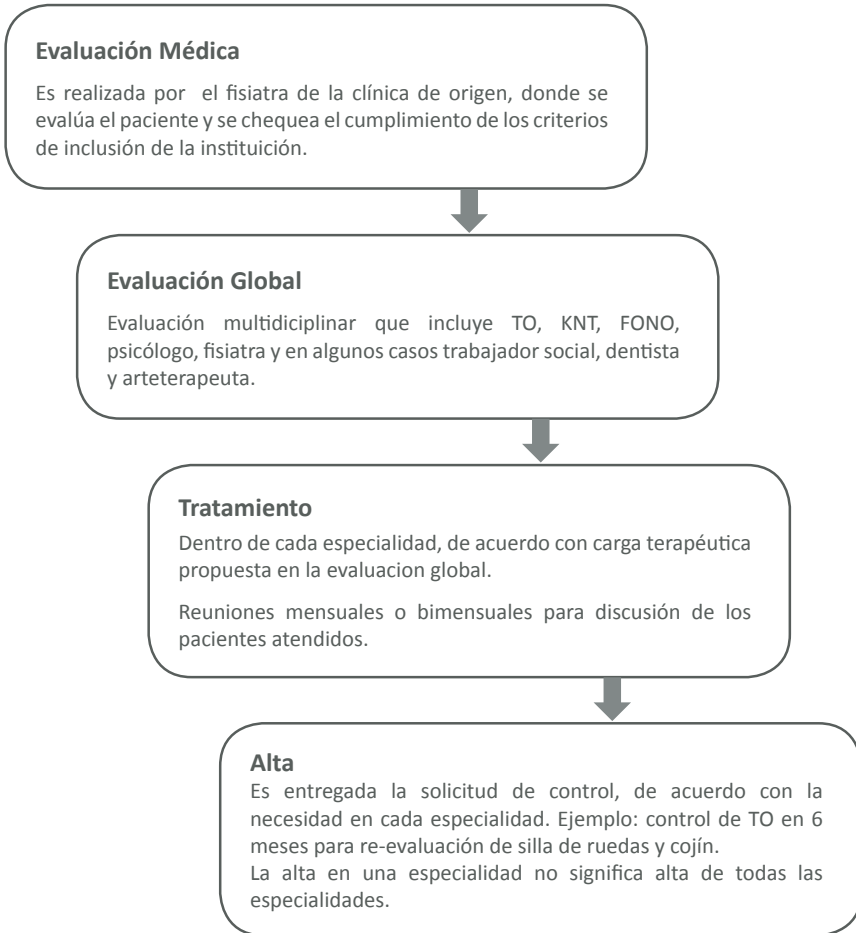 Evaluación Médica
Es realizada por el fisiatra de la clínica de origen, donde se
evalúa el paciente y se chequea el cumplimiento de los criterios
de inclusión de la instituición.
Evaluación Global
Evaluación multidiciplinar que incluye TO, KNT, FONO,
psicólogo, fisiatra y en algunos casos trabajador social, dentista
y arteterapeuta.
Tratamiento
Dentro de cada especialidad, de acuerdo con carga terapéutica
propuesta en la evaluacion global.
Reuniones mensuales o bimensuales para discusión de los
pacientes atendidos.
Alta
Es entregada la solicitud de control, de acuerdo con la
necesidad en cada especialidad. Ejemplo: control de TO en 6
meses para re-evaluación de silla de ruedas y cojín.
La alta en una especialidad no significa alta de todas las
especialidades.